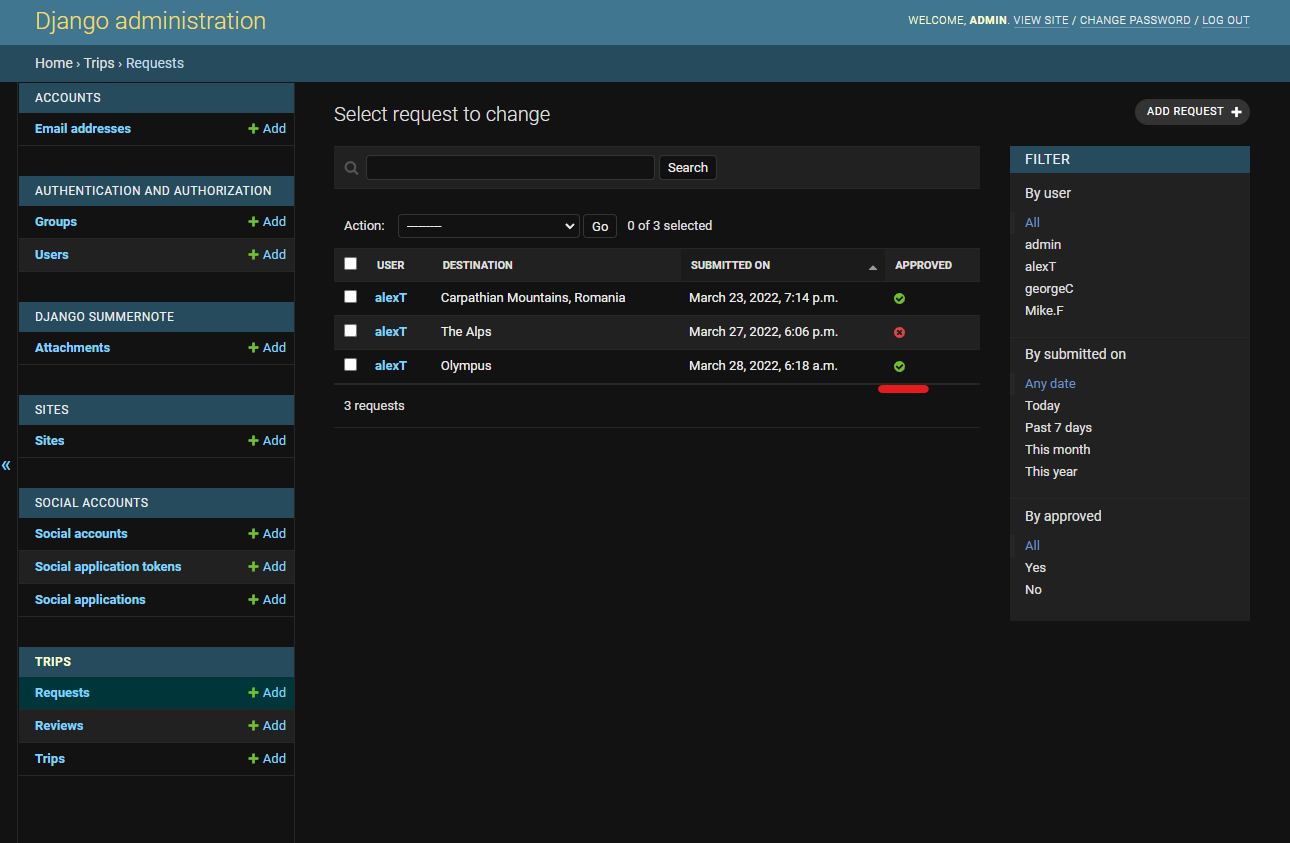 Django administration
WELCOME, ADMIN. VIEW SITE / CHANGE PASSWORD / LOG OUT
Home › Trips › Requests
«
ACCOUNTS
Email addresses Add
AUTHENTICATION AND AUTHORIZATION
Groups Add
Users Add
DJANGO SUMMERNOTE
Attachments Add
SITES
Sites Add
SOCIAL ACCOUNTS
Social accounts Add
Social application tokens Add
Social applications Add
TRIPS
Requests Add
Reviews Add
Trips Add
Select request to change
ADD REQUEST +
Search
Action: --------- Go 0 of 3 selected
USER DESTINATION SUBMITTED ON APPROVED
alexT Carpathian Mountains, Romania March 23, 2022, 7:14 p.m.
alexT The Alps March 27, 2022, 6:06 p.m.
alexT Olympus March 28, 2022, 6:18 a.m.
3 requests
FILTER
By user
All
admin
alexT
georgeC
Mike.F
By submitted on
Any date
Today
Past 7 days
This month
This year
By approved
All
Yes
No